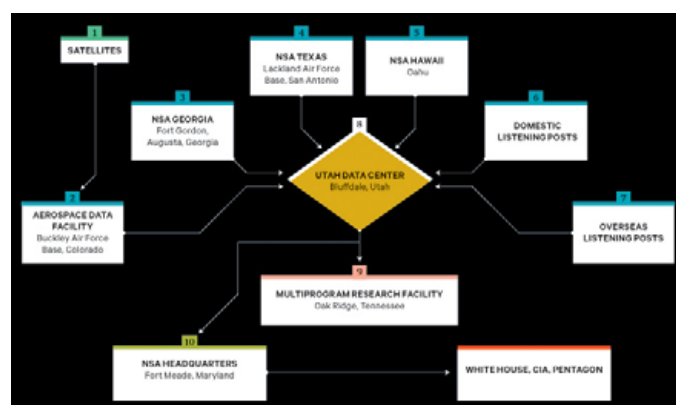 1
SATELLITES
2
AEROSPACE DATA
FACILITY
Buckley Air Force
Base, Colorado
3
NSA GEORGIA
Fort Gordon,
Augusta, Georgia
4
NSA TEXAS
Lackland Air Force
Base, San Antonio
5
NSA HAWAII
Oahu
6
DOMESTIC
LISTENING POSTS
7
OVERSEAS
LISTENING POSTS
8
UTAH DATA CENTER
Bluffdale, Utah
9
MULTIPROGRAM RESEARCH FACILITY
Oak Ridge, Tennessee
10
NSA HEADQUARTERS
Fort Meade, Maryland
WHITE HOUSE, CIA, PENTAGON